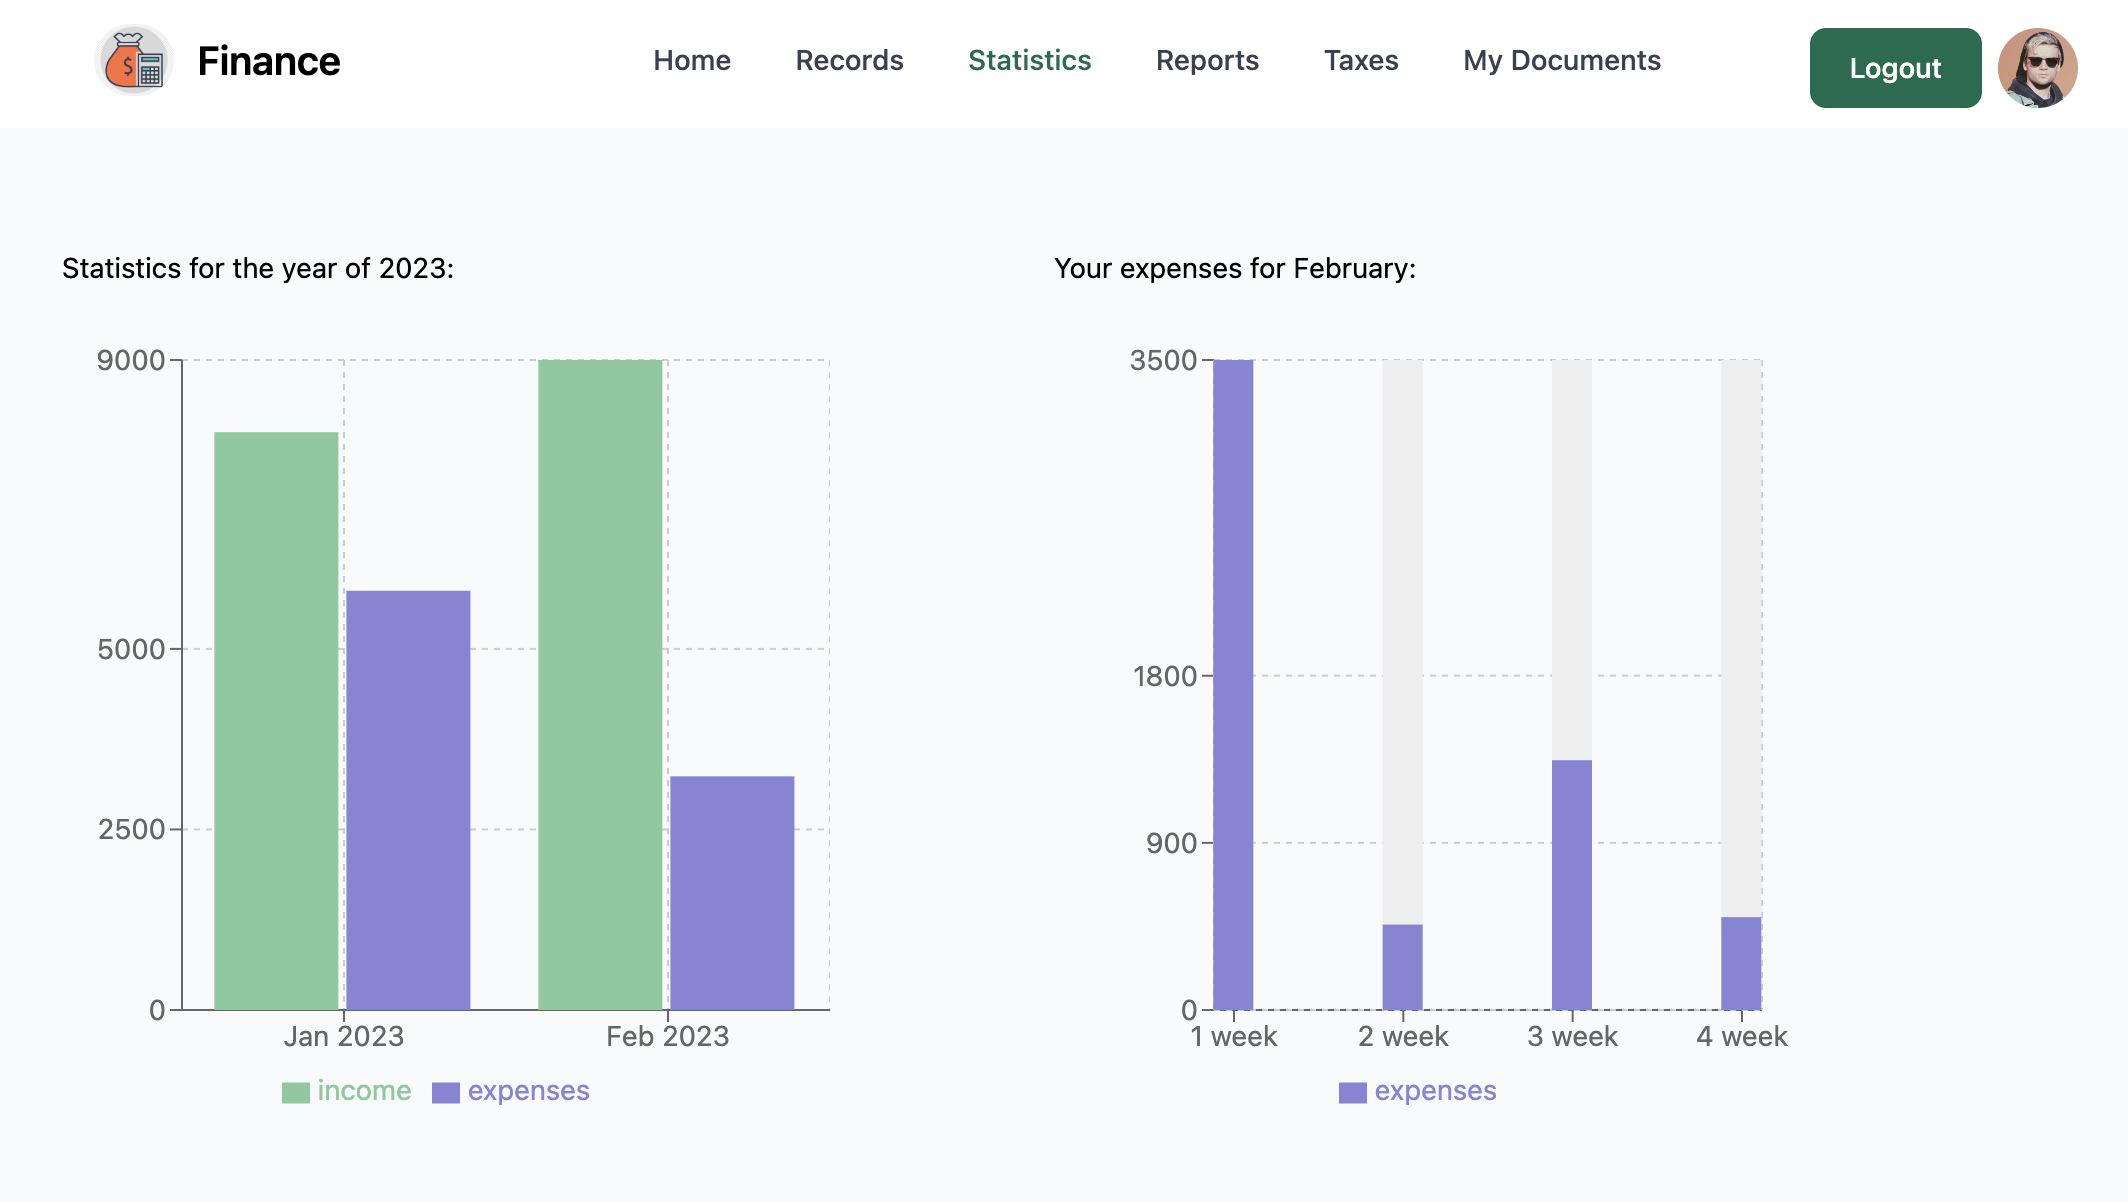 Finance
Home Records Statistics Reports Taxes My Documents
Logout
Statistics for the year of 2023:
9000
5000
2500
0
Jan 2023 Feb 2023
income expenses
Your expenses for February:
3500
1800
900
0
1 week 2 week 3 week 4 week
expenses